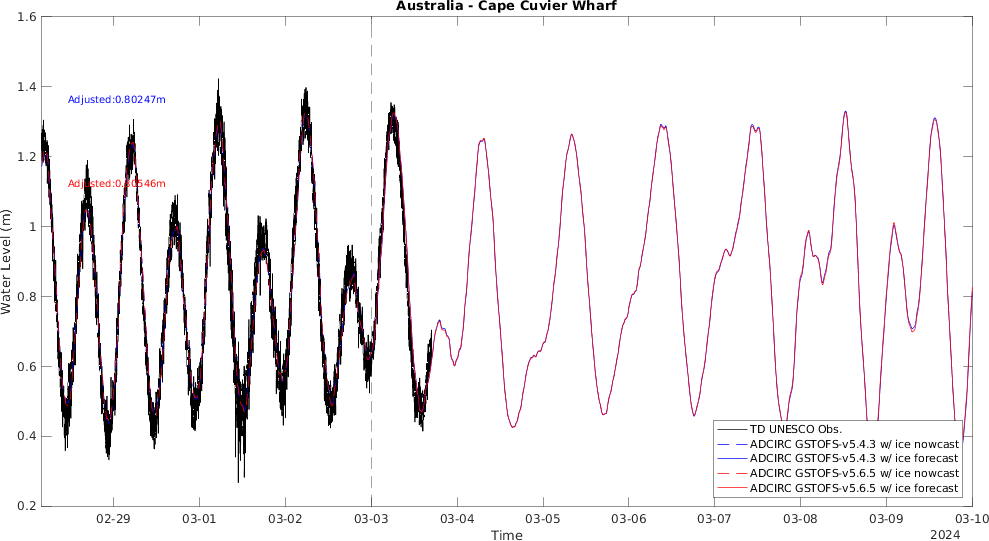 Australia - Cape Cuvier Wharf
1.6
1.4
1.2
1
0.8
0.6
0.4
0.2
Water Level (m)
Adjusted:0.80247m
Adjusted:0.80546m
TD UNESCO Obs.
ADCIRC GSTOFS-v5.4.3 w/ ice nowcast
ADCIRC GSTOFS-v5.4.3 w/ ice forecast
ADCIRC GSTOFS-v5.6.5 w/ ice nowcast
ADCIRC GSTOFS-v5.6.5 w/ ice forecast
02-29 03-01 03-02 03-03 03-04 03-05 03-06 03-07 03-08 03-09 03-10
Time
2024